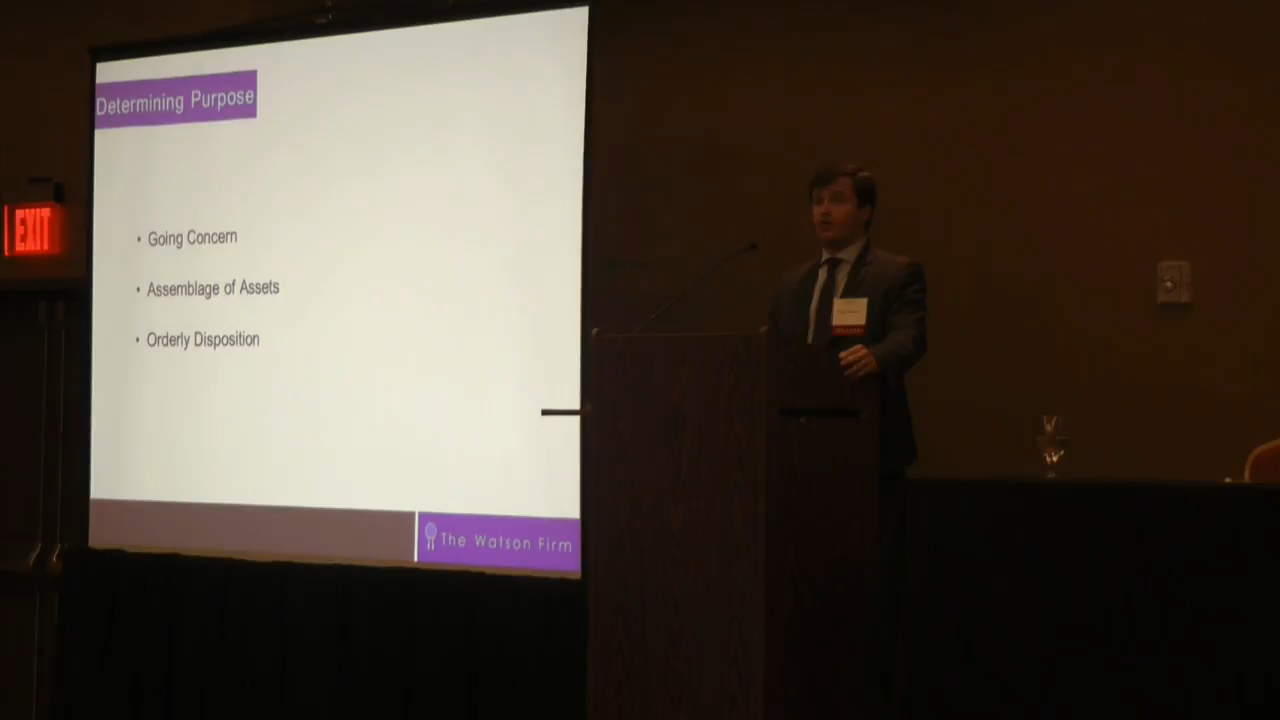 Determining Purpose
EXIT
• Going Concern
• Assemblage of Assets
• Orderly Disposition
The Watson Firm